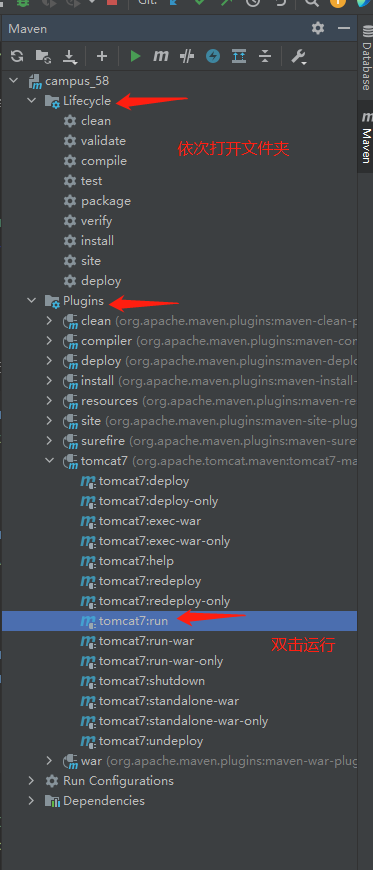 Git:
Maven
campus_58
Lifecycle
clean
validate
compile
依次打开文件夹
test
package
verify
install
site
deploy
Plugins
clean (org.apache.maven.plugins:maven-clean-p
compiler (org.apache.maven.plugins:maven-con
deploy (org.apache.maven.plugins:maven-deplo
install (org.apache.maven.plugins:maven-install-
resources (org.apache.maven.plugins:maven-re
site (org.apache.maven.plugins:maven-site-plug
surefire (org.apache.maven.plugins:maven-sure
tomcat7 (org.apache.tomcat.maven:tomcat7-ma
tomcat7:deploy
tomcat7:deploy-only
tomcat7:exec-war
tomcat7:exec-war-only
tomcat7:help
tomcat7:redeploy
tomcat7:redeploy-only
tomcat7:run
tomcat7:run-war
双击运行
tomcat7:run-war-only
tomcat7:shutdown
tomcat7:standalone-war
tomcat7:standalone-war-only
tomcat7:undeploy
war (org.apache.maven.plugins:maven-war-plug
Run Configurations
Dependencies
Database
m
Maven